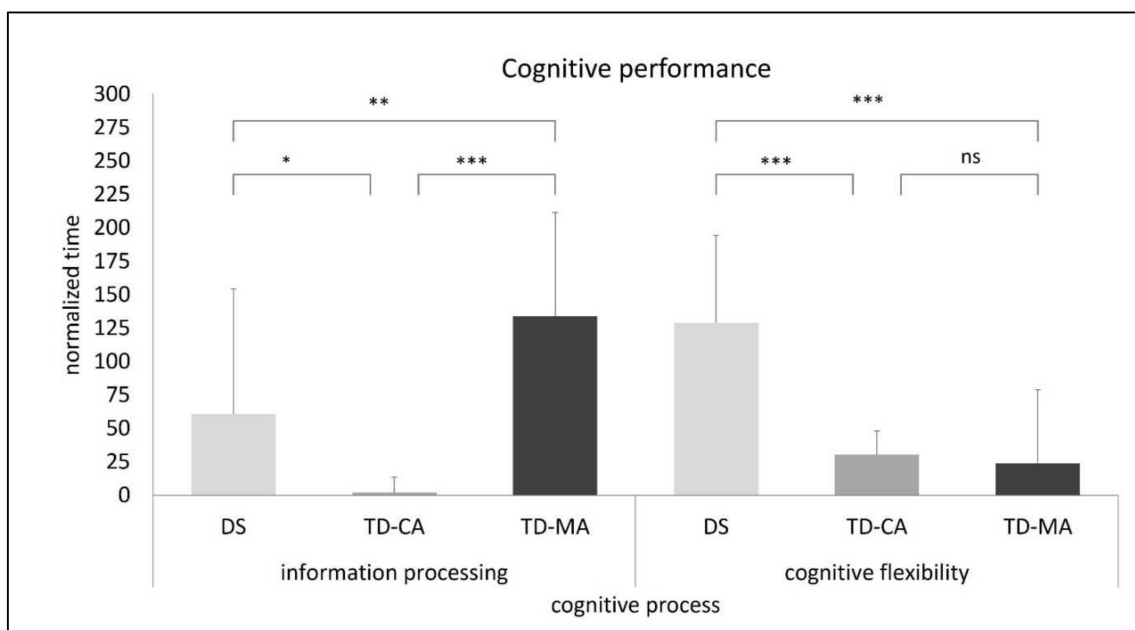 Cognitive performance
300
275
250
225
200
175
150
125
100
75
50
25
0
normalized time
**
*
***
***
***
ns
DS
TD-CA
TD-MA
DS
TD-CA
TD-MA
information processing
cognitive flexibility
cognitive process